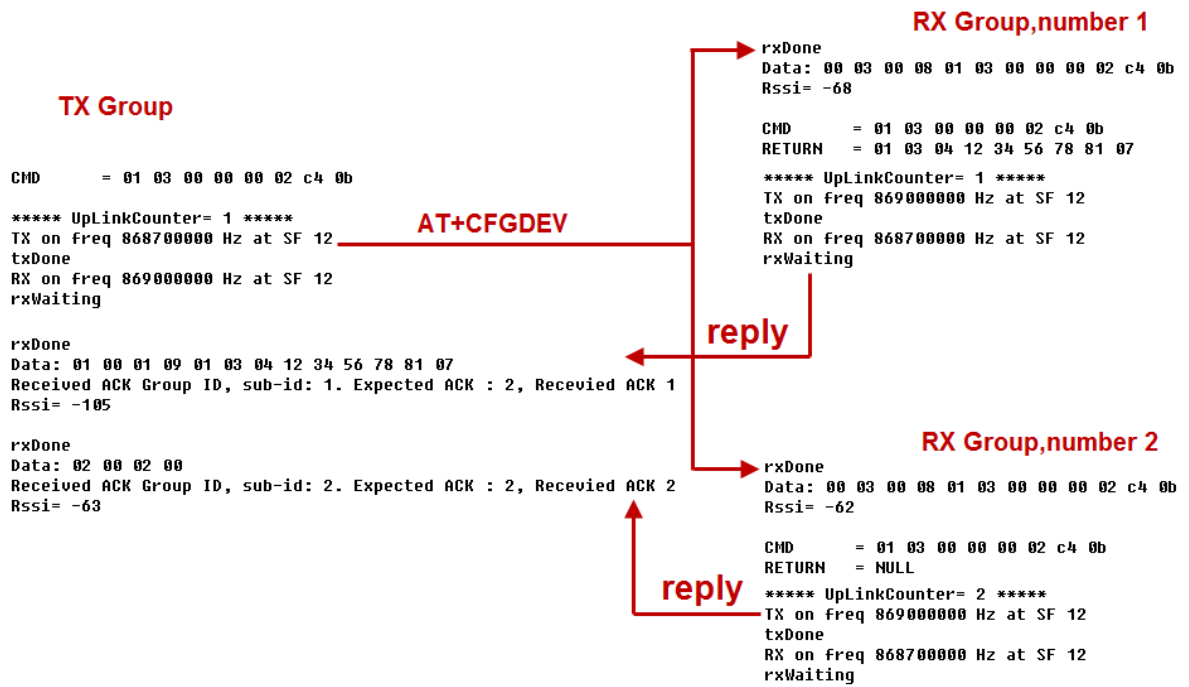 TX Group
CMD = 01 03 00 00 00 02 c4 0b
***** UpLinkCounter= 1 *****
TX on freq 868700000 Hz at SF 12
txDone
RX on freq 869000000 Hz at SF 12
rxWaiting
rxDone
Data: 01 00 01 09 01 03 04 12 34 56 78 81 07
Received ACK Group ID, sub-id: 1. Expected ACK : 2, Recevied ACK 1
Rssi= -105
rxDone
Data: 02 00 02 00
Received ACK Group ID, sub-id: 2. Expected ACK : 2, Recevied ACK 2
Rssi= -63
AT+CFGDEV
reply
reply
RX Group,number 1
rxDone
Data: 00 03 00 08 01 03 00 00 00 02 c4 0b
Rssi= -68
CMD = 01 03 00 00 00 02 c4 0b
RETURN = 01 03 04 12 34 56 78 81 07
***** UpLinkCounter= 1 *****
TX on freq 869000000 Hz at SF 12
txDone
RX on freq 868700000 Hz at SF 12
rxWaiting
RX Group,number 2
rxDone
Data: 00 03 00 08 01 03 00 00 00 02 c4 0b
Rssi= -62
CMD = 01 03 00 00 00 02 c4 0b
RETURN = NULL
***** UpLinkCounter= 2 *****
TX on freq 869000000 Hz at SF 12
txDone
RX on freq 868700000 Hz at SF 12
rxWaiting